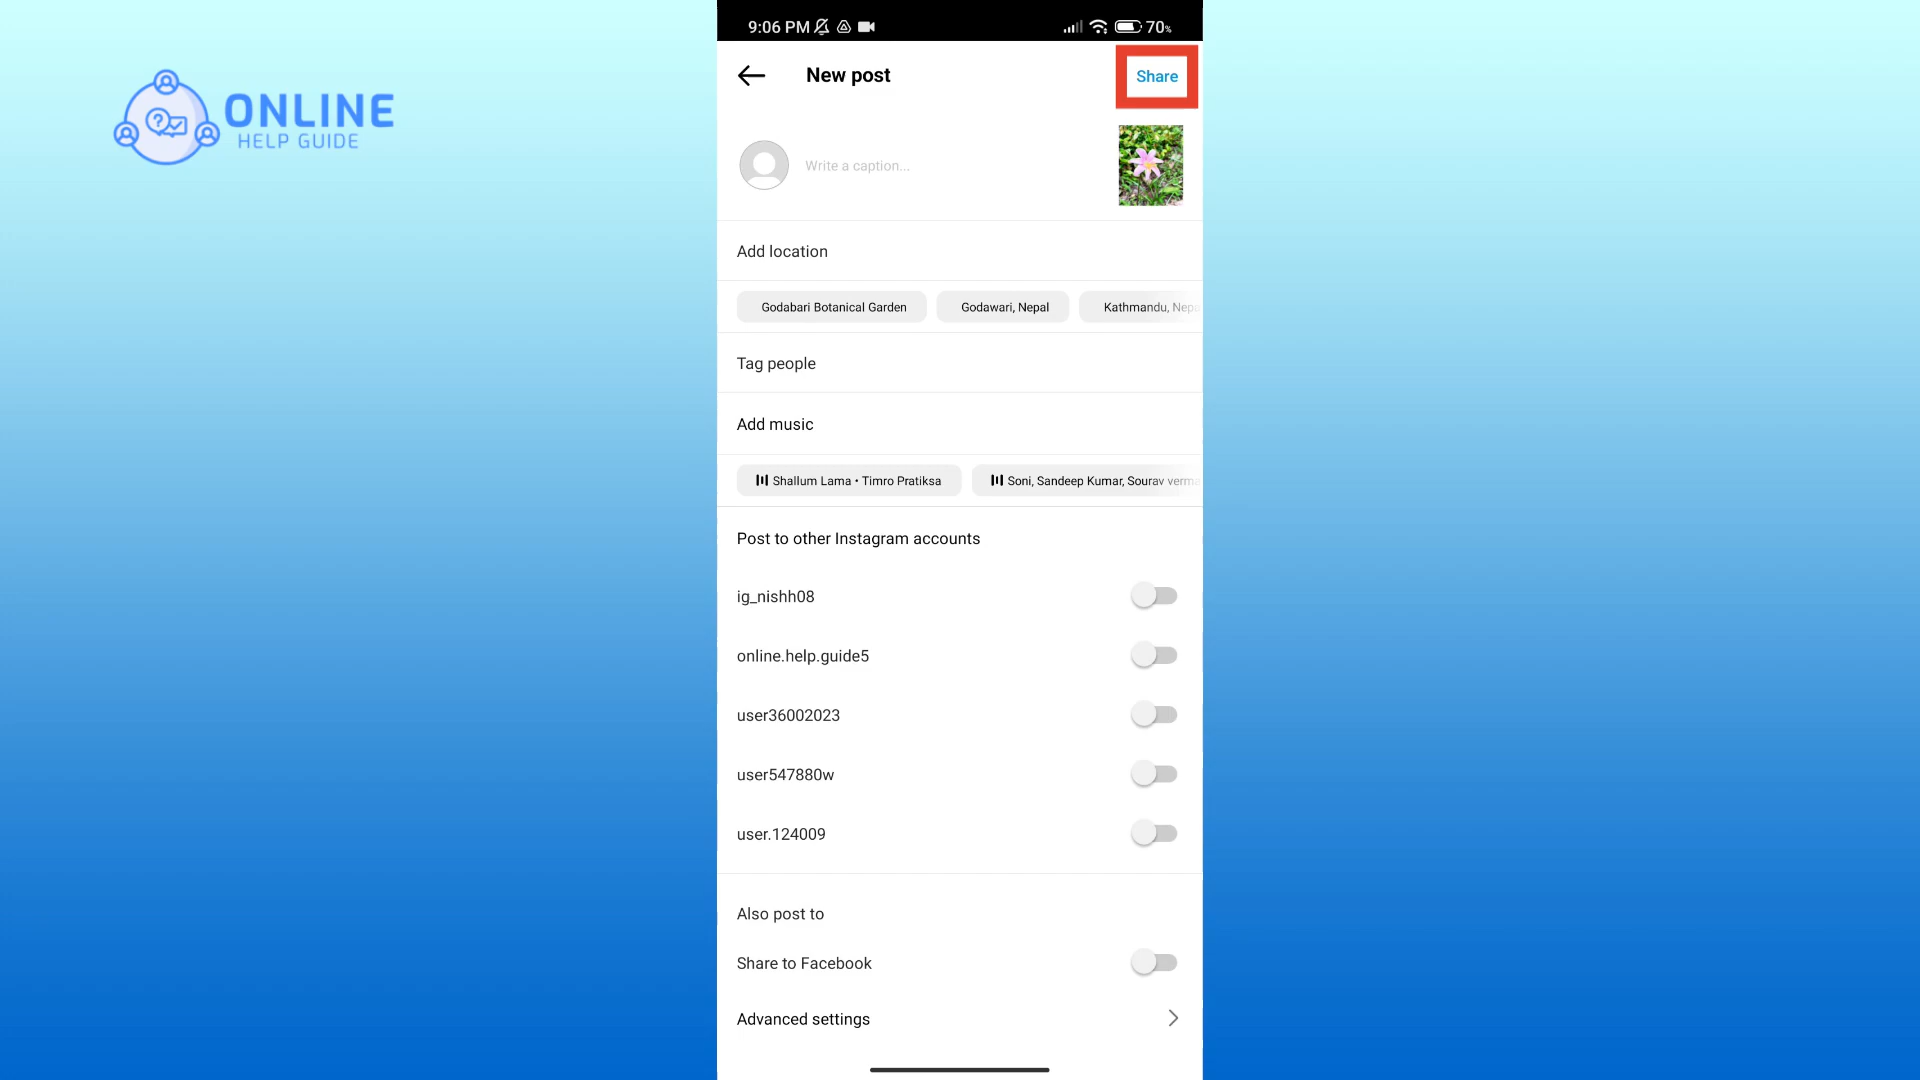 9:06 PM 70%
ONLINE
HELP GUIDE
New post Share
Write a caption...
Add location
Godabari Botanical Garden Godawari, Nepal Kathmandu, Nep
Tag people
Add music
Shallum Lama • Timro Pratiksa Soni, Sandeep Kumar, Sourav verma
Post to other Instagram accounts
ig_nishh08
online.help.guide5
user36002023
user547880w
user.124009
Also post to
Share to Facebook
Advanced settings